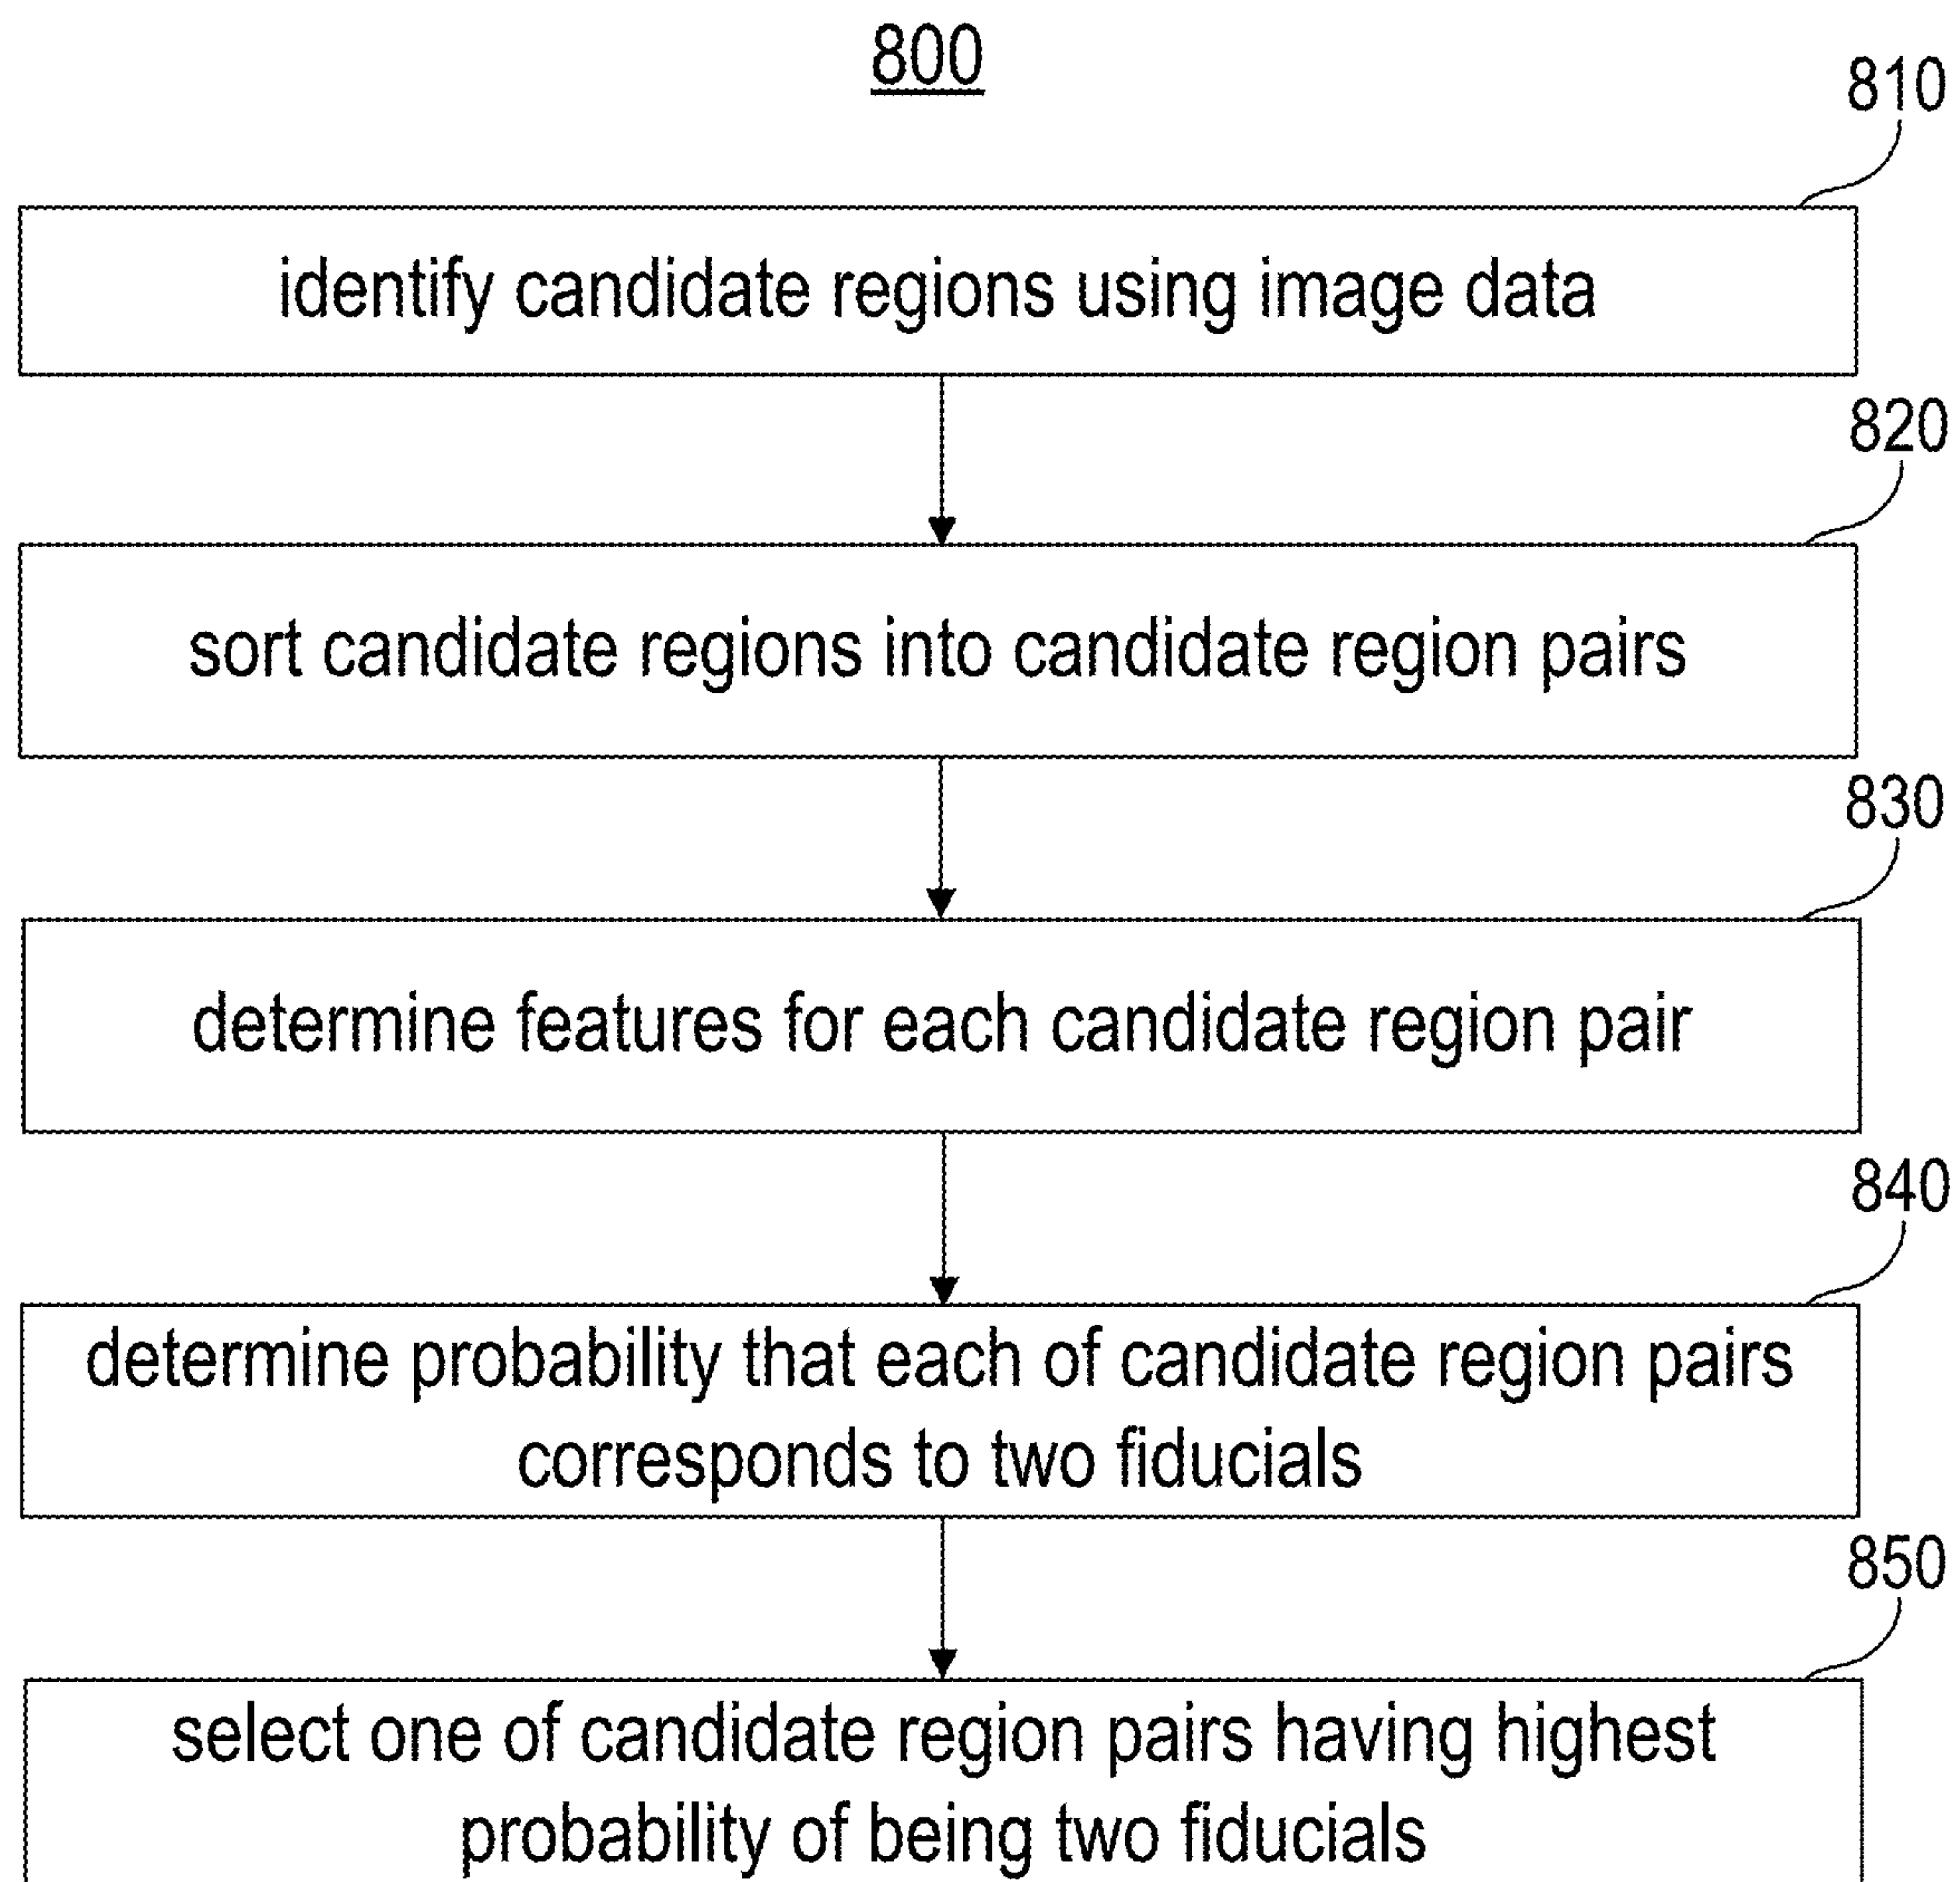 800
810
identify candidate regions using image data
820
sort candidate regions into candidate region pairs
830
determine features for each candidate region pair
840
determine probability that each of candidate region pairs
corresponds to two fiducials
850
select one of candidate region pairs having highest
probability of being two fiducials